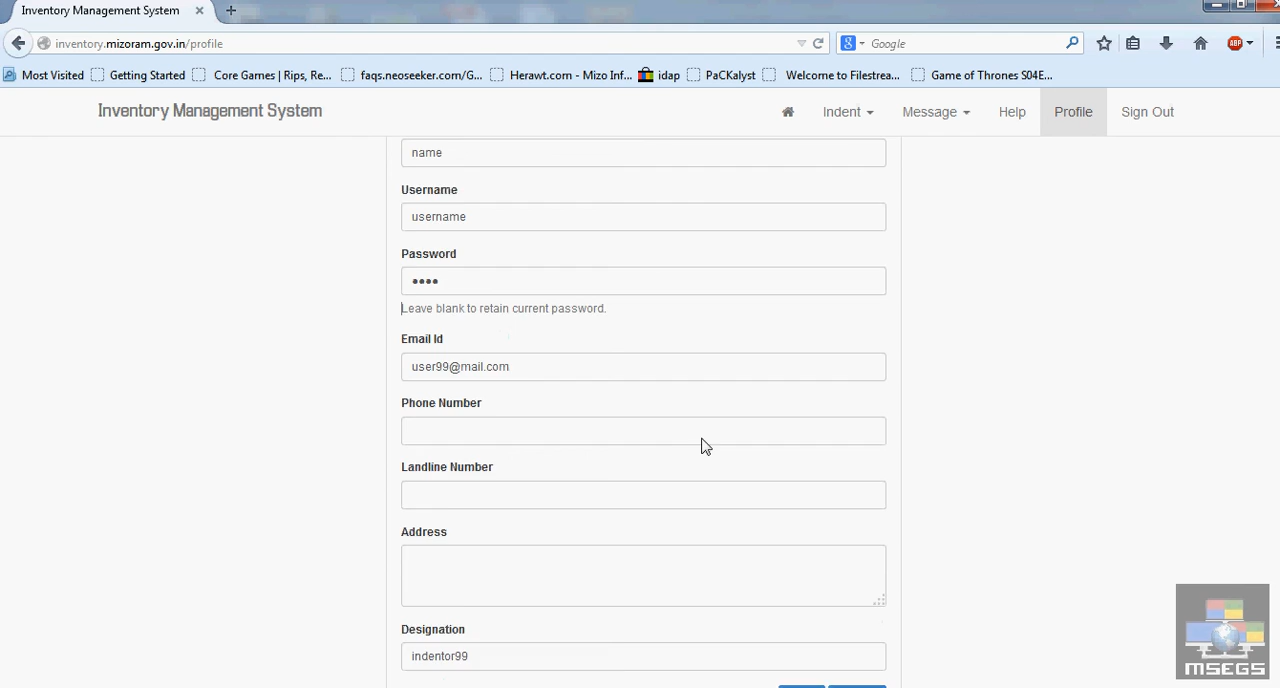 Inventory Management System
inventory.mizoram.gov.in/profile
Google
ABP
Most Visited
Getting Started
Core Games | Rips, Re...
faqs.neoseeker.com/G...
Herawt.com - Mizo Inf...
idap
PaCKalyst
Welcome to Filestrea...
Game of Thrones S04E...
Inventory Management System
Indent
Message
Help
Profile
Sign Out
name
Username
username
Password
••••
Leave blank to retain current password.
Email Id
user99@mail.com
Phone Number
Landline Number
Address
Designation
indentor99
MSEGS